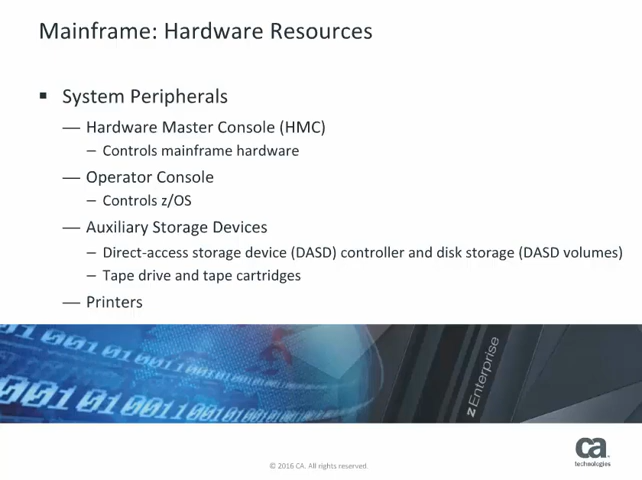 Mainframe: Hardware Resources
▪ System Peripherals
— Hardware Master Console (HMC)
– Controls mainframe hardware
— Operator Console
– Controls z/OS
— Auxiliary Storage Devices
– Direct-access storage device (DASD) controller and disk storage (DASD volumes)
– Tape drive and tape cartridges
— Printers
zEnterprise
© 2016 CA. All rights reserved.
ca
technologies